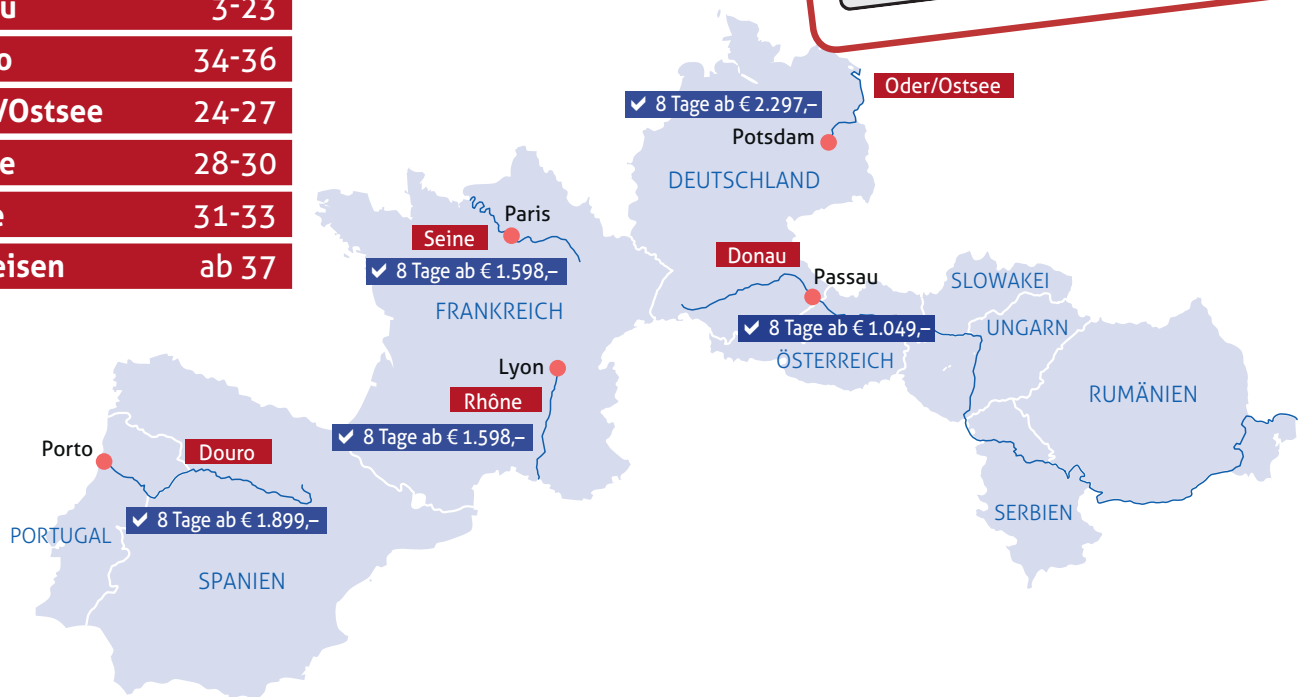 u 3-23
o 34-36
/Ostsee 24-27
e 28-30
e 31-33
eisen ab 37
Oder/Ostsee
✔ 8 Tage ab € 2.297,–
Potsdam
DEUTSCHLAND
Paris
Seine
✔ 8 Tage ab € 1.598,–
FRANKREICH
Donau
Passau
SLOWAKEI
✔ 8 Tage ab € 1.049,–
UNGARN
ÖSTERREICH
Lyon
Rhône
RUMÄNIEN
✔ 8 Tage ab € 1.598,–
Porto
Douro
✔ 8 Tage ab € 1.899,–
PORTUGAL
SERBIEN
SPANIEN